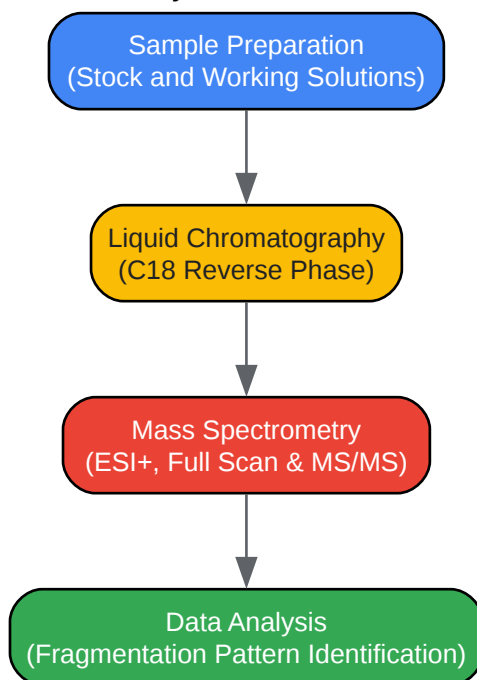 Sample Preparation
(Stock and Working Solutions)
Liquid Chromatography
(C18 Reverse Phase)
Mass Spectrometry
(ESI+, Full Scan & MS/MS)
Data Analysis
(Fragmentation Pattern Identification)